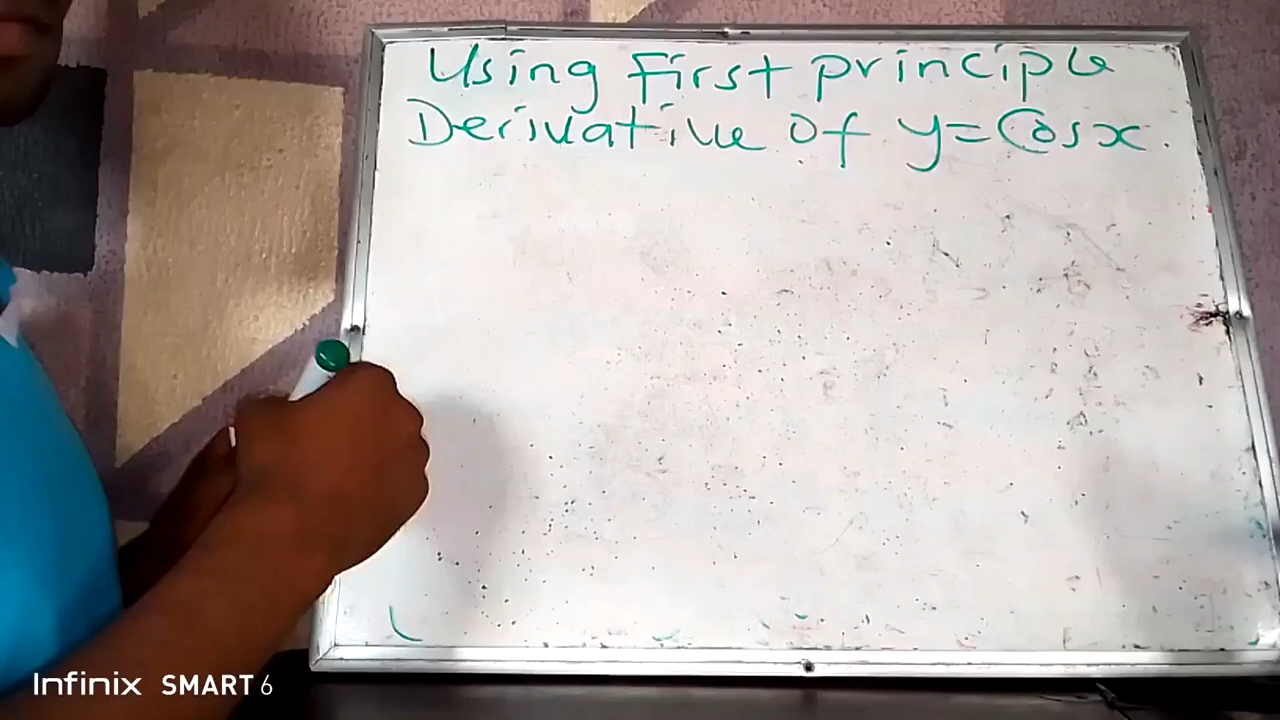 Using First principle
Derivative of y=Cosx.
Infinix SMART 6